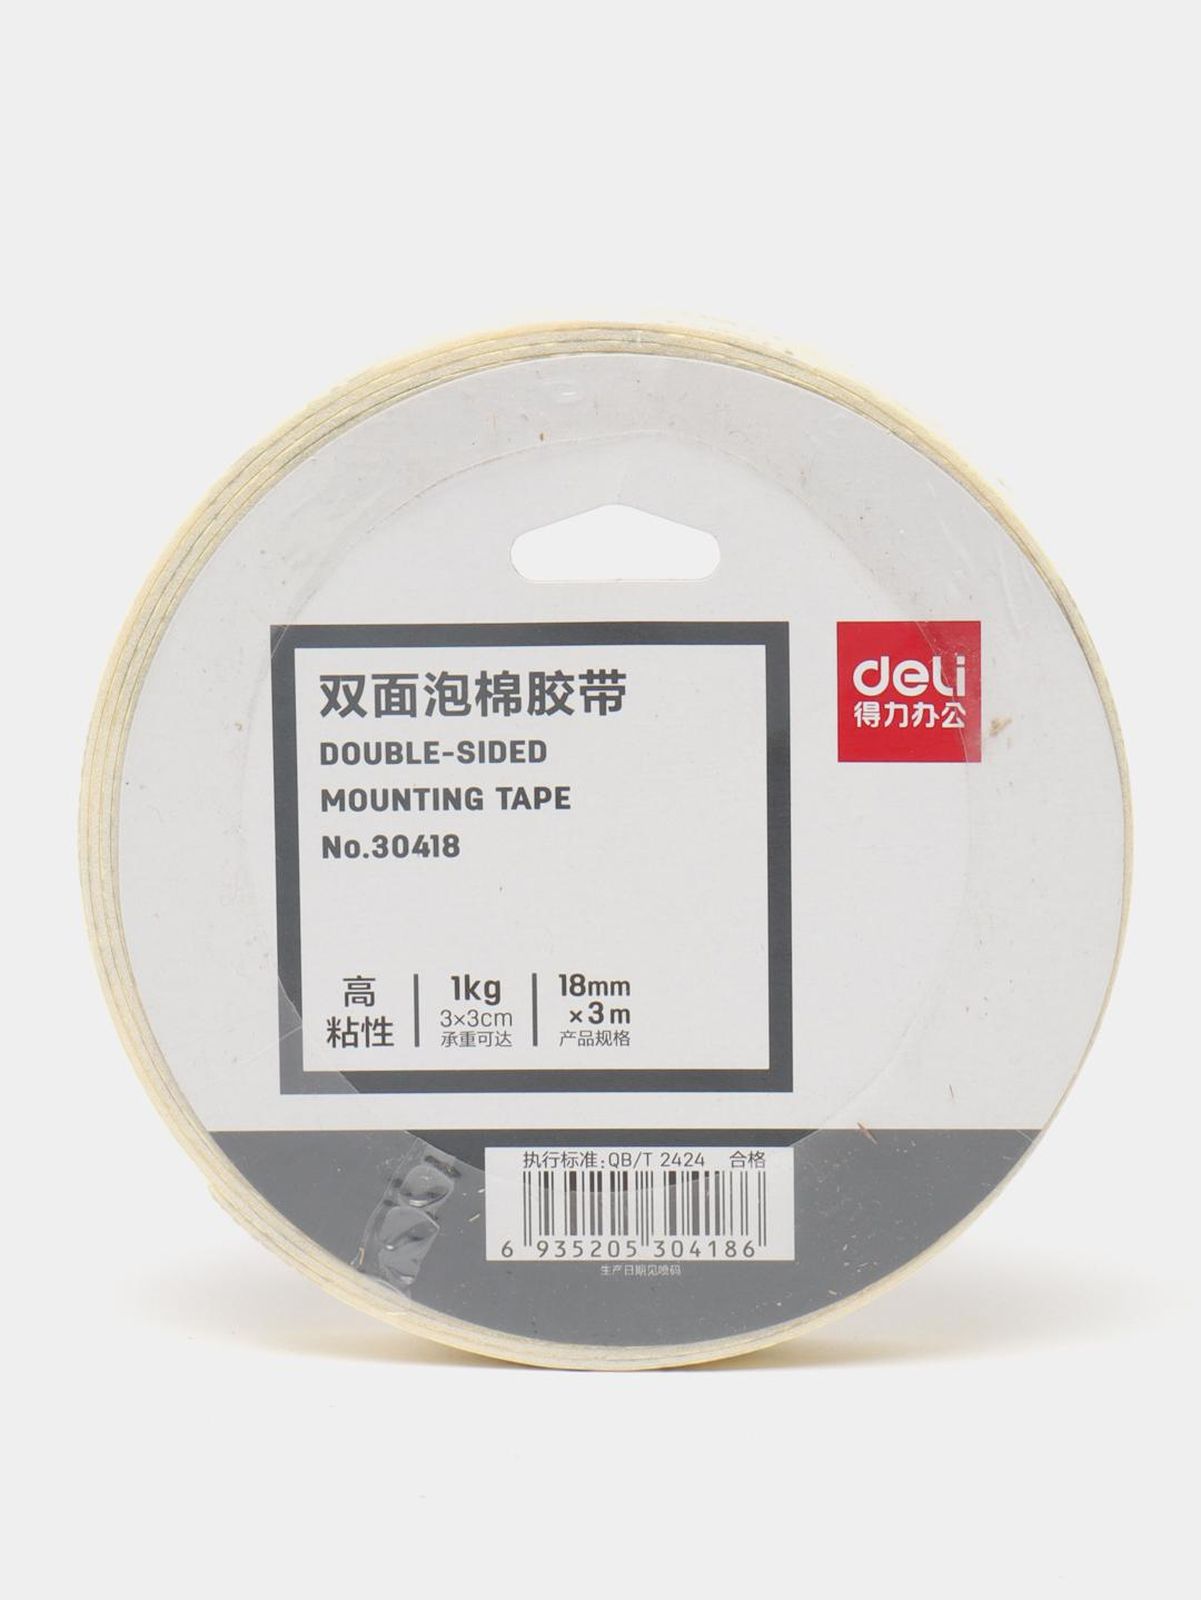 双面泡棉胶带
DOUBLE-SIDED
MOUNTING TAPE
No.30418
deli
得力办公
高
粘性
1kg
3×3cm
承重可达
18mm
×3m
产品规格
执行标准:QB/T 2424 合格
6 935205 304186
生产日期见喷码